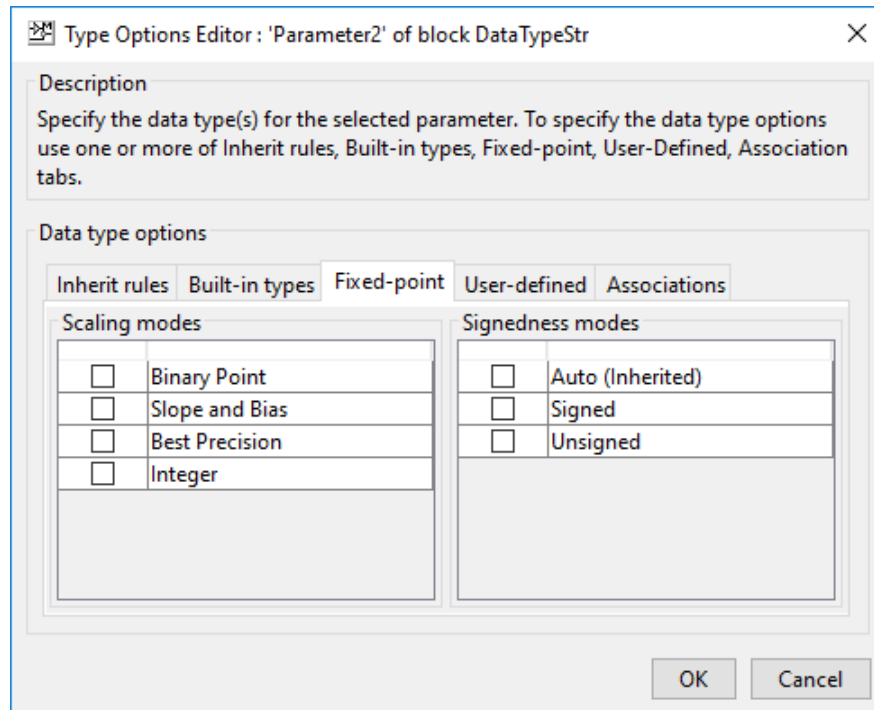 Type Options Editor : 'Parameter2' of block DataTypeStr
Description
Specify the data type(s) for the selected parameter. To specify the data type options
use one or more of Inherit rules, Built-in types, Fixed-point, User-Defined, Association
tabs.
Data type options
Inherit rules Built-in types Fixed-point User-defined Associations
Scaling modes
Binary Point
Slope and Bias
Best Precision
Integer
Signedness modes
Auto (Inherited)
Signed
Unsigned
OK Cancel